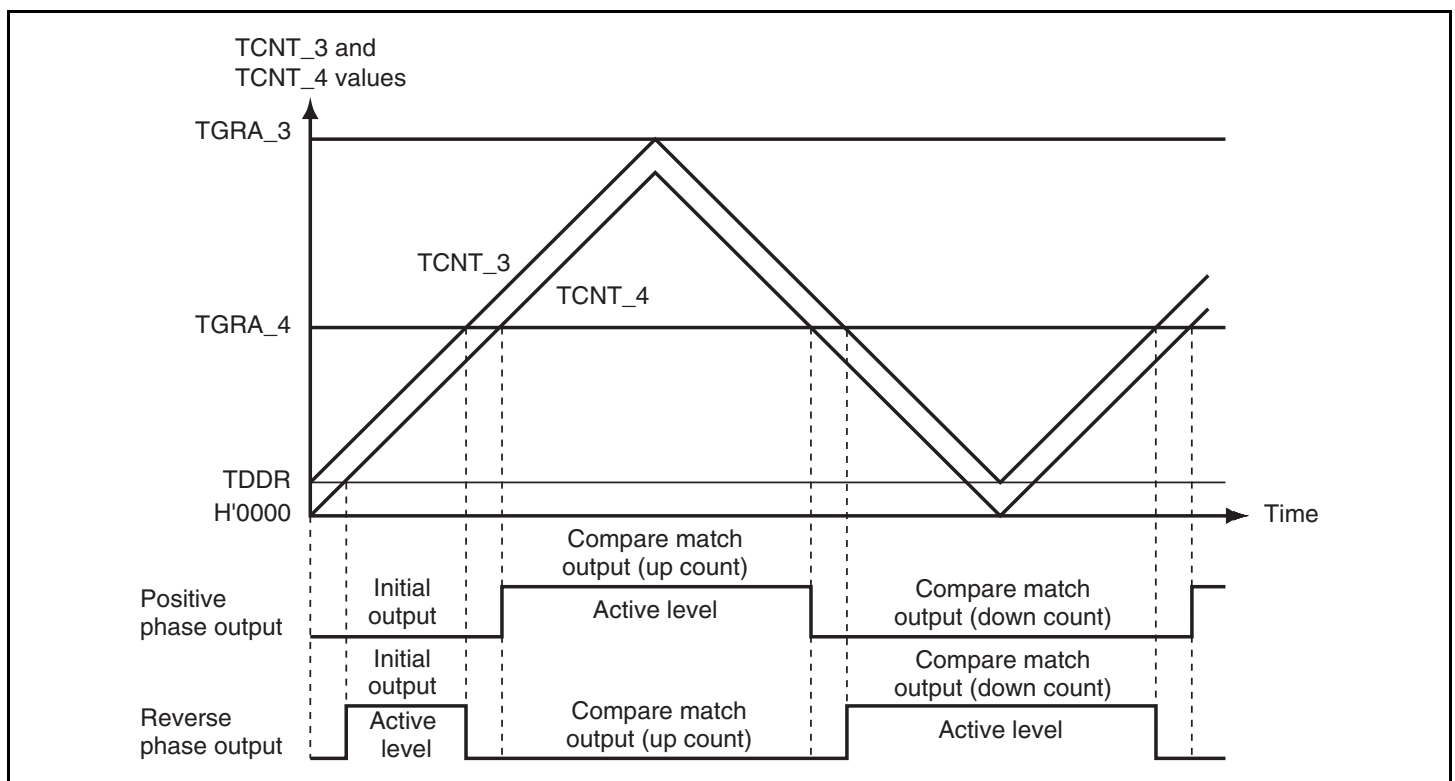 TCNT_3 and
TCNT_4 values
TGRA_3
TCNT_3
TCNT_4
TGRA_4
TDDR
H'0000
Time
Compare match
output (up count)
Positive
phase output
Initial
output
Active level
Compare match
output (down count)
Initial
output
Compare match
output (down count)
Reverse
phase output
Active
level
Compare match
output (up count)
Active level